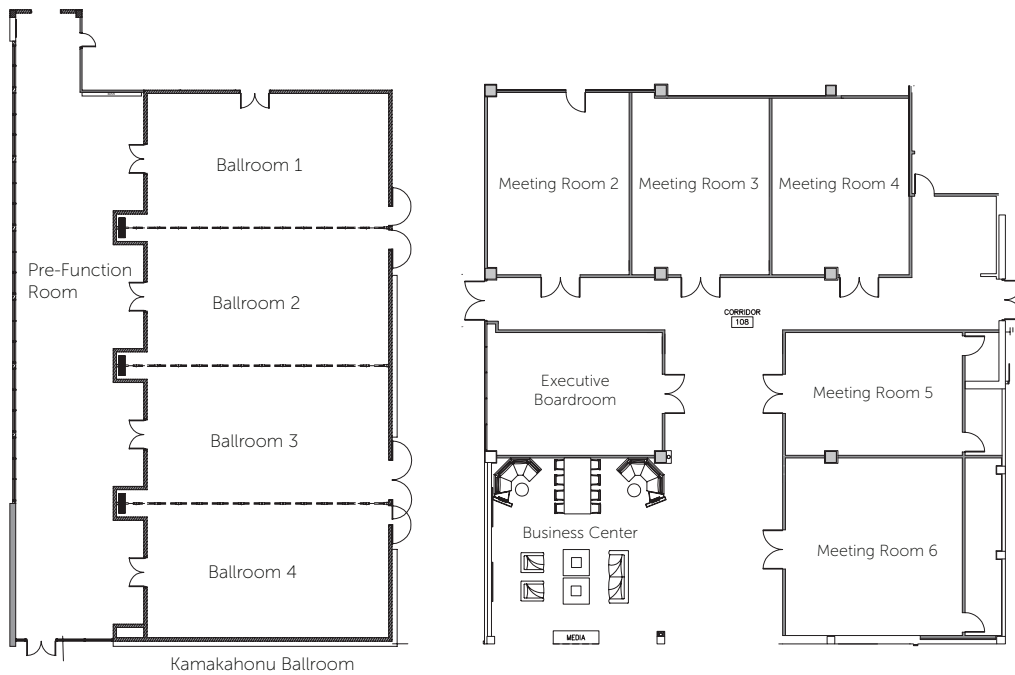 Ballroom 1
Pre-Function
Room
Ballroom 2
Ballroom 3
Ballroom 4
Kamakahonu Ballroom
Meeting Room 2
Meeting Room 3
Meeting Room 4
CORRIDOR
108
Executive
Boardroom
Meeting Room 5
Business Center
Meeting Room 6
MEDIA